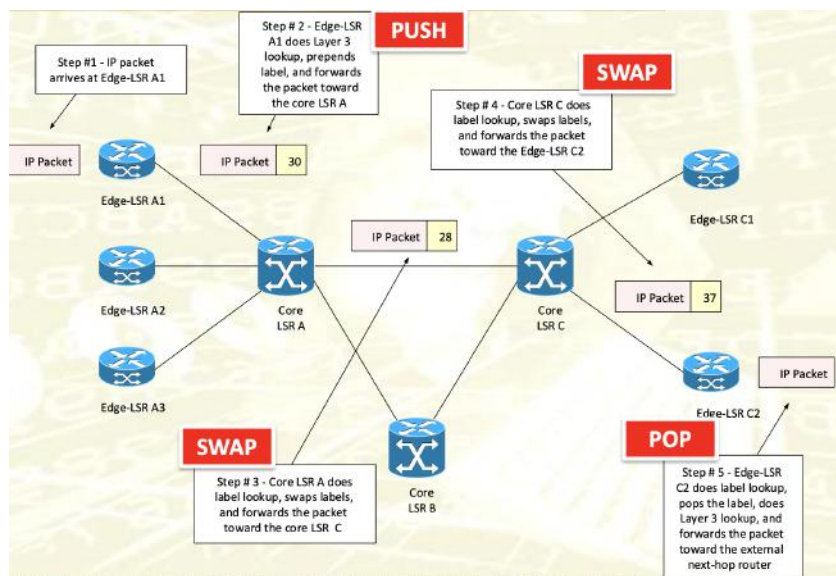 Step #1 - IP packet
arrives at Edge-LSR A1
Step # 2 - Edge-LSR
A1 does Layer 3
lookup, prepends
label, and forwards
the packet toward
the core LSR A
PUSH
SWAP
Step # 4 - Core LSR C does
label lookup, swaps labels,
and forwards the packet
toward the Edge-LSR C2
IP Packet
IP Packet 30
Edge-LSR A1
Edge-LSR C1
IP Packet 28
Edge-LSR A2
Core
LSR A
Core
LSR C
IP Packet 37
Edge-LSR A3
Edge-LSR C2
IP Packet
SWAP
Step # 3 - Core LSR A does
label lookup, swaps labels,
and forwards the packet
toward the core LSR C
Core
LSR B
POP
Step # 5 - Edge-LSR
C2 does label lookup,
pops the label, does
Layer 3 lookup, and
forwards the packet
toward the external
next-hop router